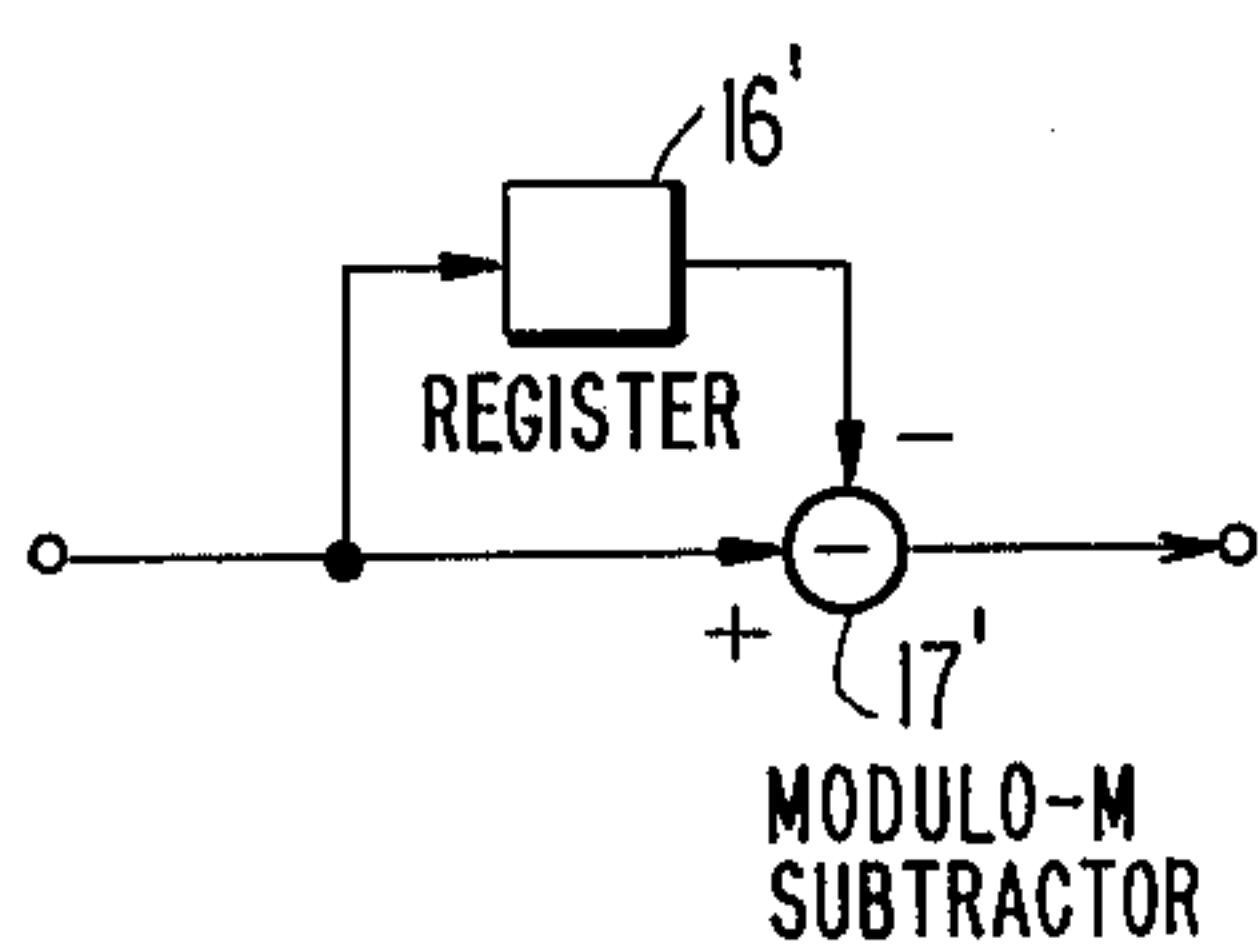 16'
REGISTER
−
−
+
17'
MODULO-M
SUBTRACTOR